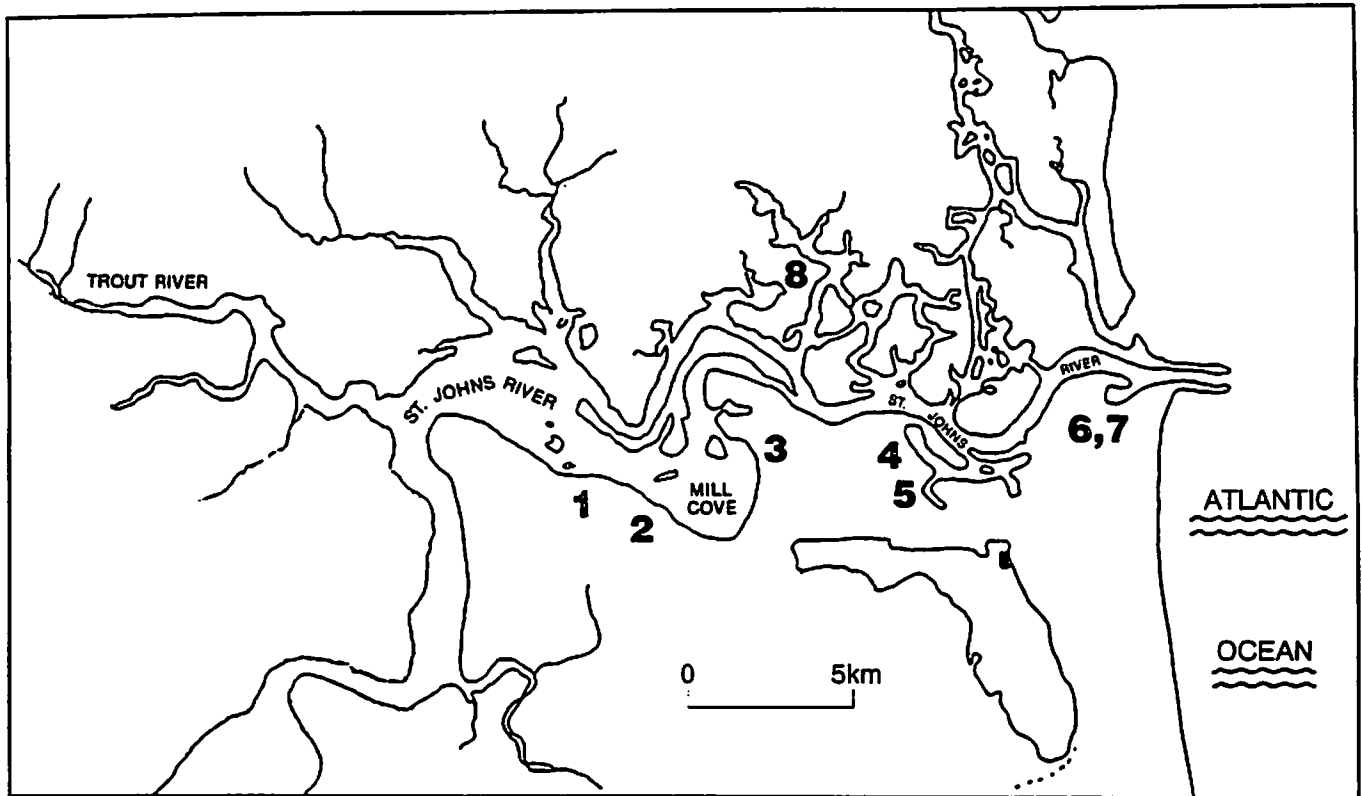 TROUT RIVER
8
ST. JOHNS RIVER
RIVER
ST. JOHNS
6,7
3
4
1
MILL
COVE
5
2
ATLANTIC
0 5km
OCEAN